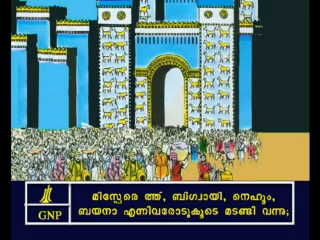 മിസ്പേരെ ത്ത്, ബിഗ്വായി, നെഹൂം,
ബയനാ എന്നിവരോടുകൂടെ മടങ്ങി വന്നു;
GNP